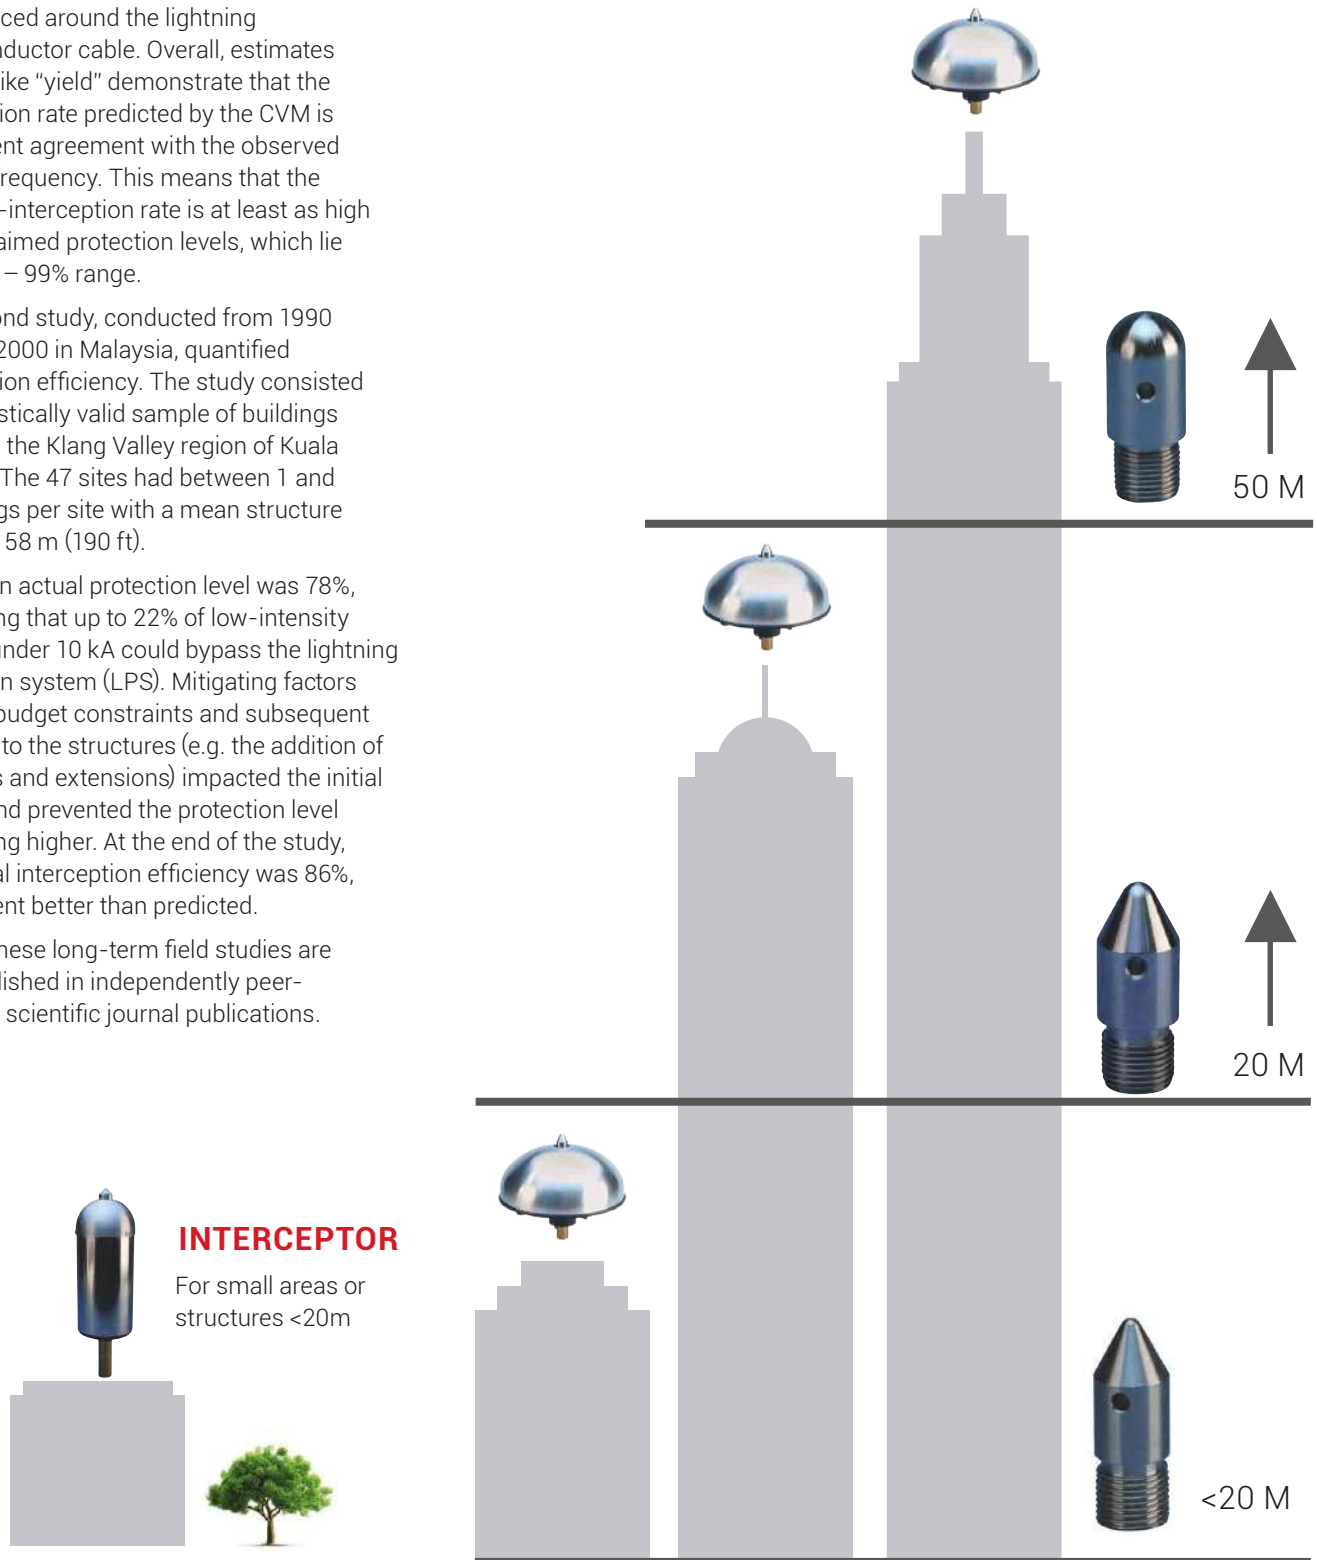 ced around the lightning
nductor cable. Overall, estimates
ike “yield” demonstrate that the
ion rate predicted by the CVM is
ent agreement with the observed
requency. This means that the
-interception rate is at least as high
aimed protection levels, which lie
– 99% range.
ond study, conducted from 1990
2000 in Malaysia, quantified
ion efficiency. The study consisted
stically valid sample of buildings
the Klang Valley region of Kuala
The 47 sites had between 1 and
gs per site with a mean structure
58 m (190 ft).
n actual protection level was 78%,
ng that up to 22% of low-intensity
under 10 kA could bypass the lightning
n system (LPS). Mitigating factors
budget constraints and subsequent
to the structures (e.g. the addition of
s and extensions) impacted the initial
nd prevented the protection level
ng higher. At the end of the study,
al interception efficiency was 86%,
ent better than predicted.
hese long-term field studies are
lished in independently peer-
scientific journal publications.
50 M
20 M
INTERCEPTOR
For small areas or
structures <20m
<20 M